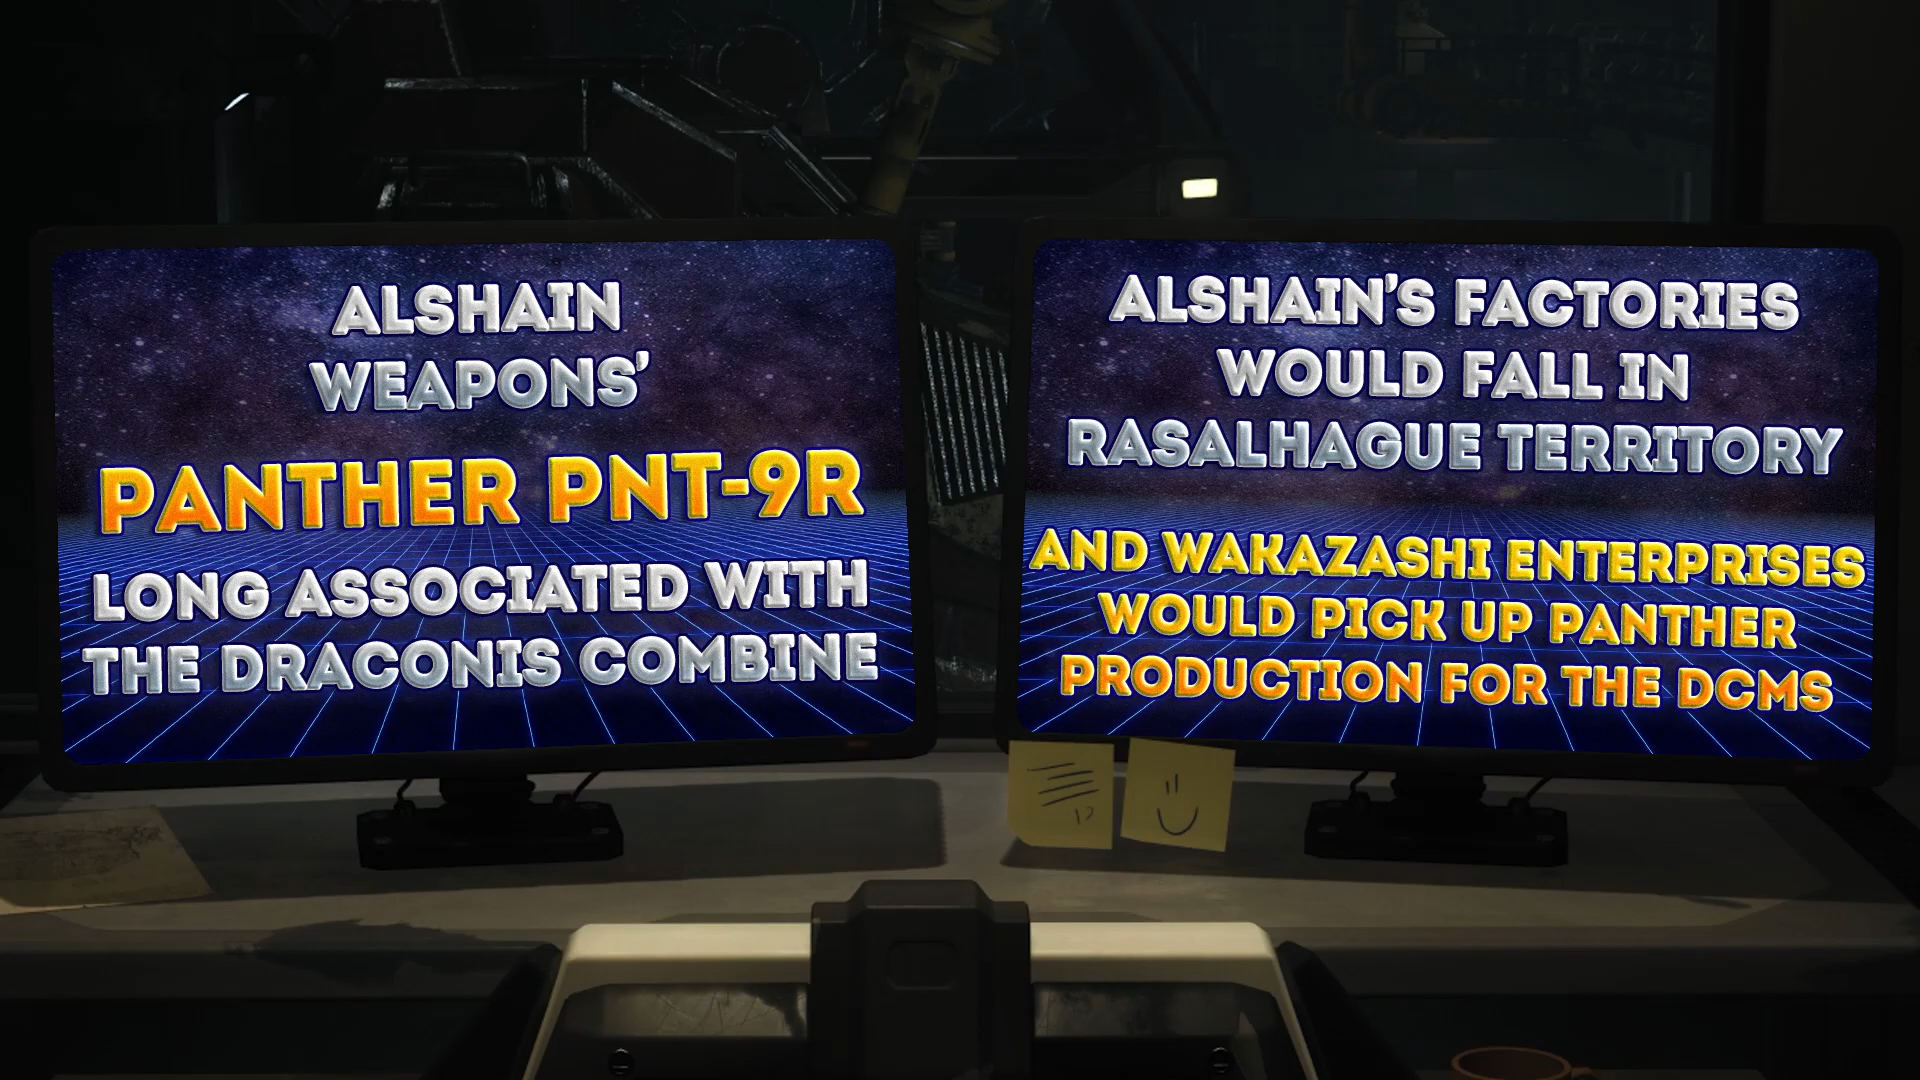 ALSHAIN
WEAPONS'
PANTHER PNT-9R
LONG ASSOCIATED WITH
THE DRACONIS COMBINE
ALSHAIN'S FACTORIES
WOULD FALL IN
RASALHAGUE TERRITORY
AND WAKAZASHI ENTERPRISES
WOULD PICK UP PANTHER
PRODUCTION FOR THE DCMS